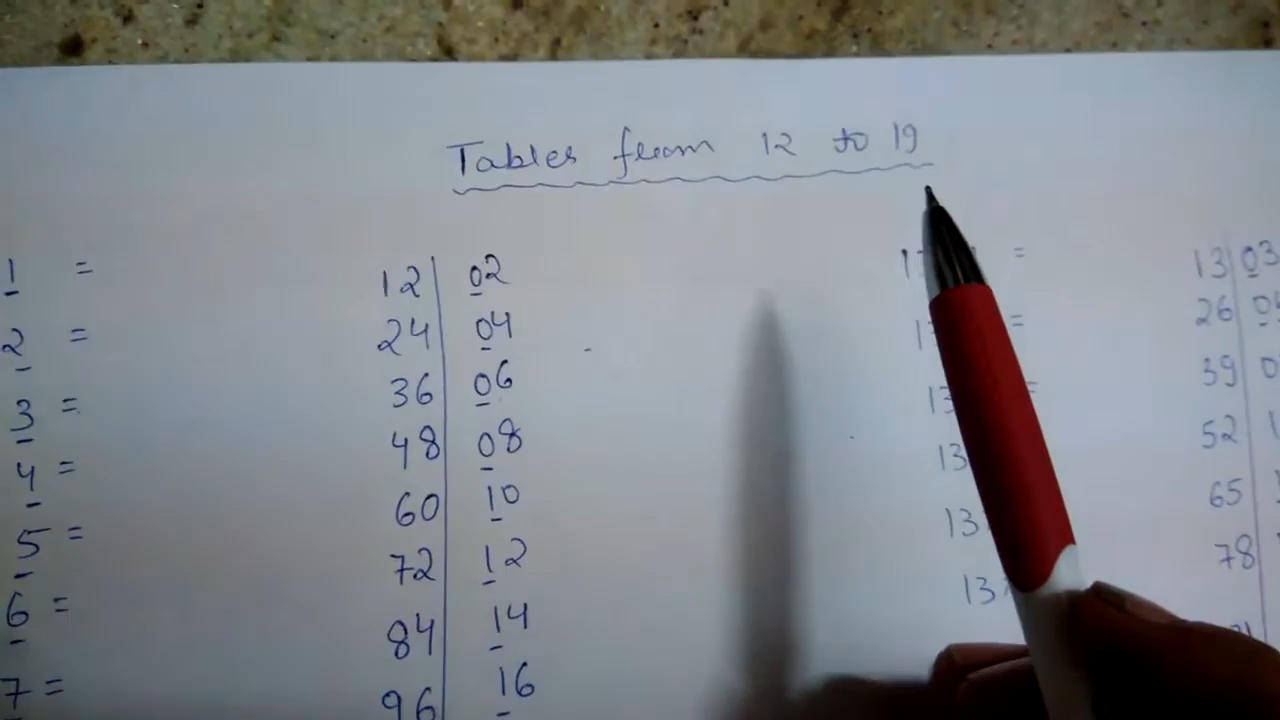 Tables from 12 to 19
1 = 12 02 = 13 03
2 = 24 04 = 26
3 = 36 06 13 = 39
4 = 48 08 13 52
5 = 60 10 13 65
6 = 72 12 13 78
7 = 84 14
96 16